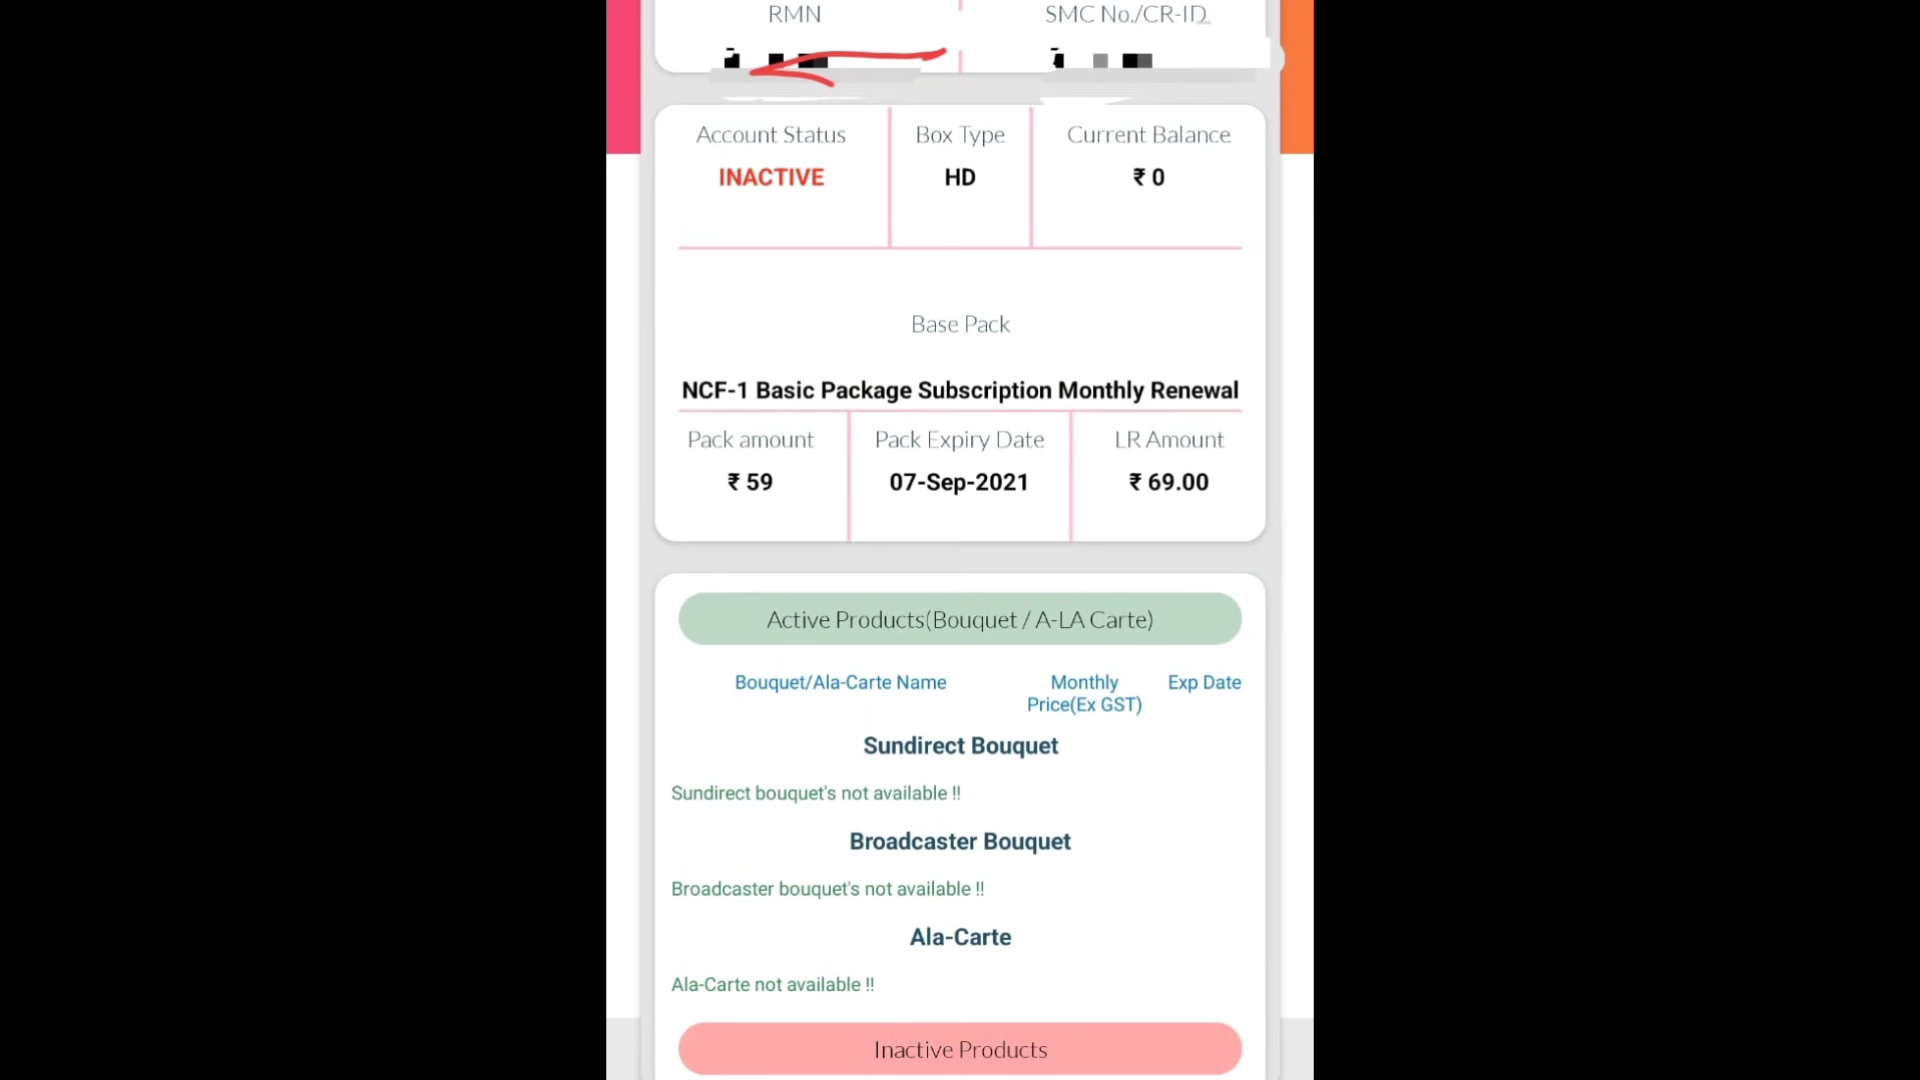 RMN
SMC No./CR-ID
Account Status
Box Type
Current Balance
INACTIVE
HD
₹ 0
Base Pack
NCF-1 Basic Package Subscription Monthly Renewal
Pack amount
Pack Expiry Date
LR Amount
₹ 59
07-Sep-2021
₹ 69.00
Active Products(Bouquet / A-LA Carte)
Bouquet/Ala-Carte Name
Monthly
Price(Ex GST)
Exp Date
Sundirect Bouquet
Sundirect bouquet's not available !!
Broadcaster Bouquet
Broadcaster bouquet's not available !!
Ala-Carte
Ala-Carte not available !!
Inactive Products